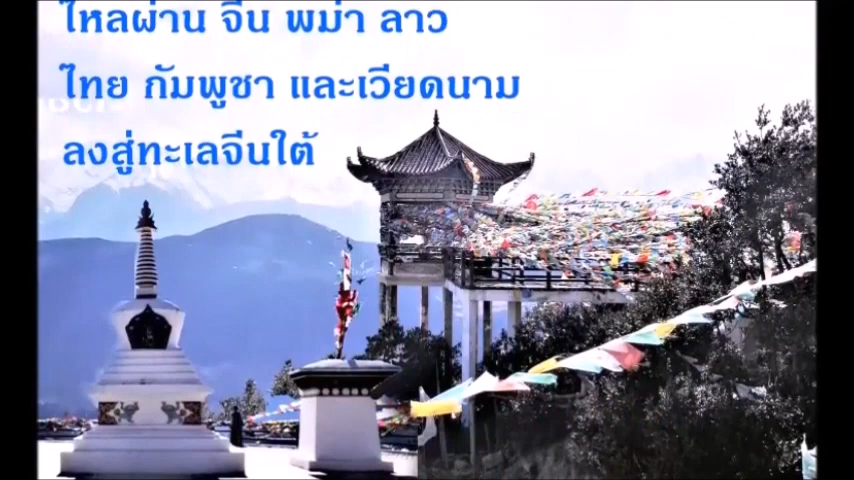 ไหลผ่าน จีน พม่า ลาว
ไทย กัมพูชา และเวียดนาม
ลงสู่ทะเลจีนใต้